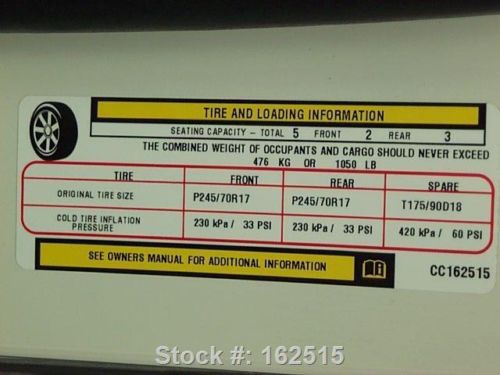 TIRE AND LOADING INFORMATION
SEATING CAPACITY - TOTAL 5 FRONT 2 REAR 3
THE COMBINED WEIGHT OF OCCUPANTS AND CARGO SHOULD NEVER EXCEED
476 KG OR 1050 LB
TIRE FRONT REAR SPARE
ORIGINAL TIRE SIZE P245/70R17 P245/70R17 T175/90D18
COLD TIRE INFLATION
PRESSURE 230 kPa / 33 PSI 230 kPa / 33 PSI 420 kPa / 60 PSI
SEE OWNERS MANUAL FOR ADDITIONAL INFORMATION CC162515
Stock #: 162515